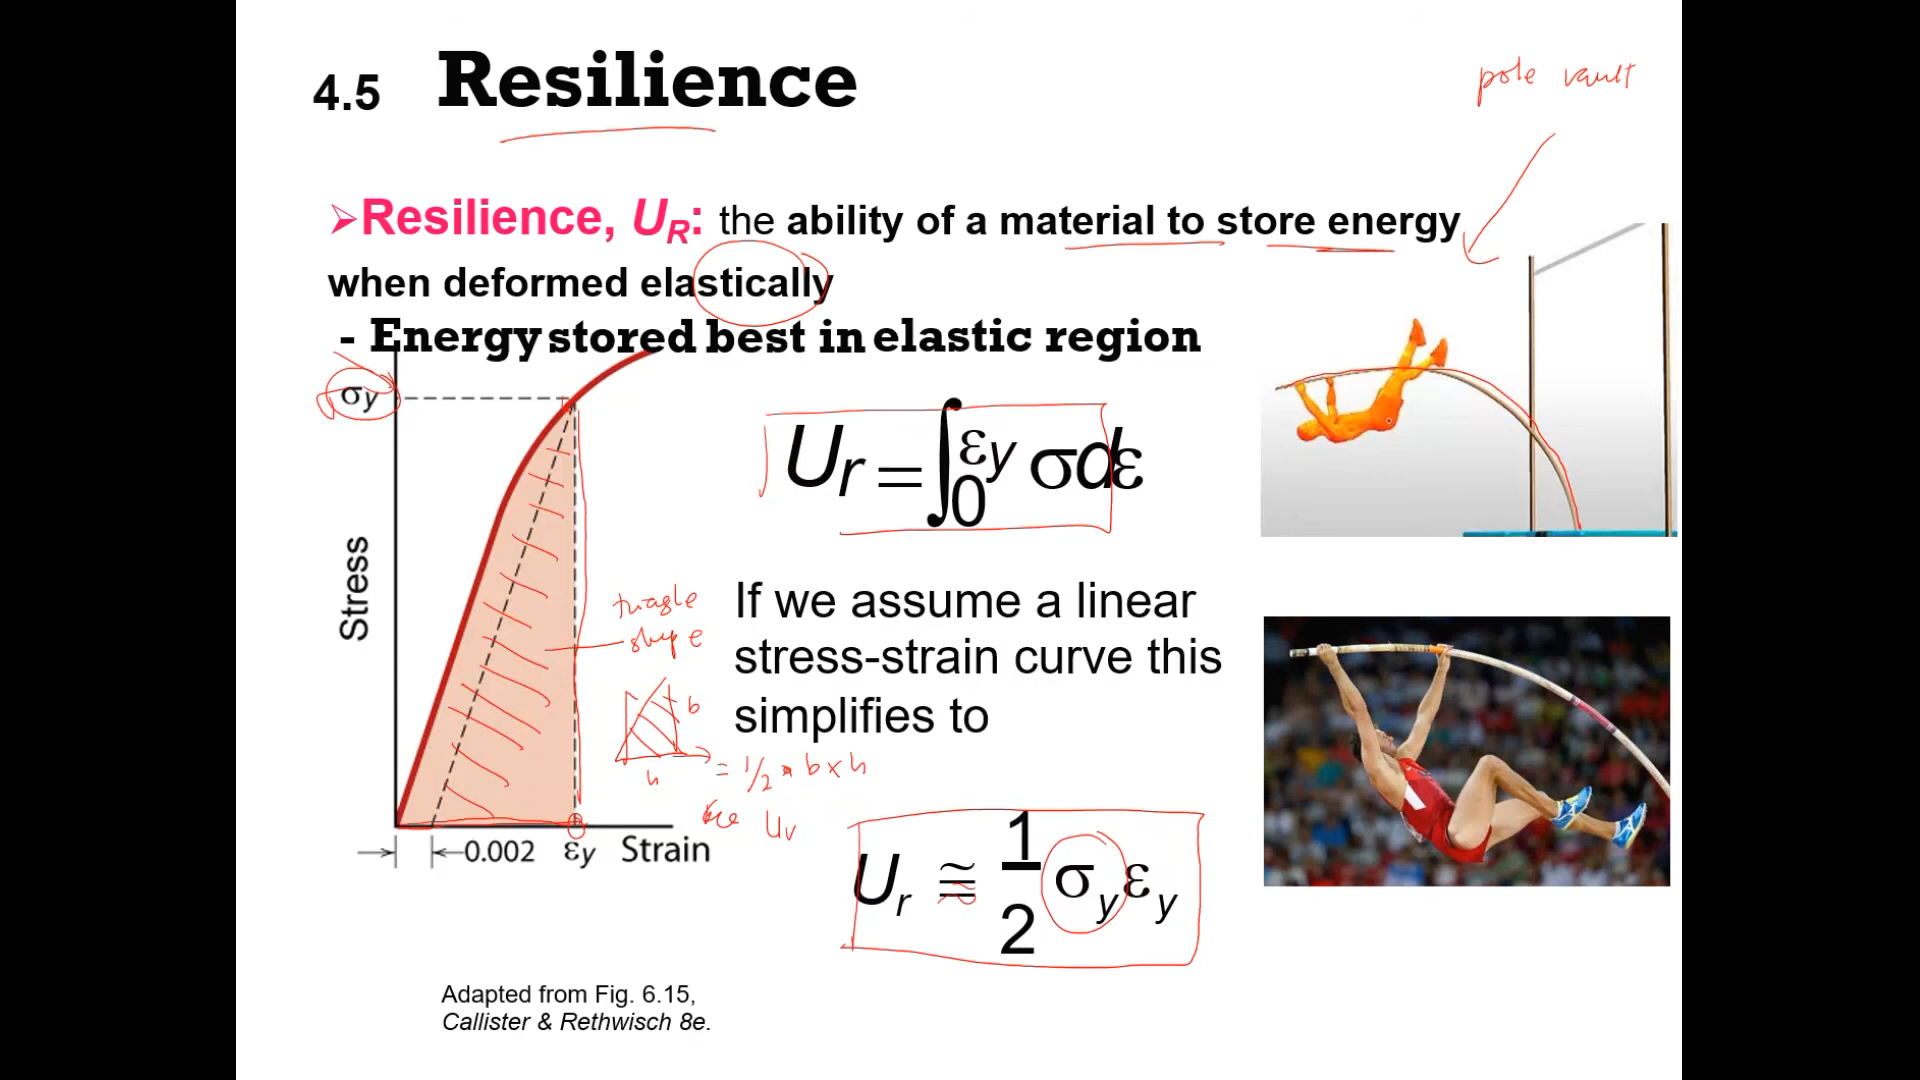 4.5 Resilience
pole vault
➢Resilience, UR: the ability of a material to store energy
when deformed elastically
- Energy stored best in elastic region
σy
Ur = ∫0^εy σdε
Stress
triagle
shape
If we assume a linear
stress-strain curve this
simplifies to
b
h
= 1/2 • b x h
Ur
Ur ≅ 1/2 σy εy
0.002 εy Strain
Adapted from Fig. 6.15,
Callister & Rethwisch 8e.